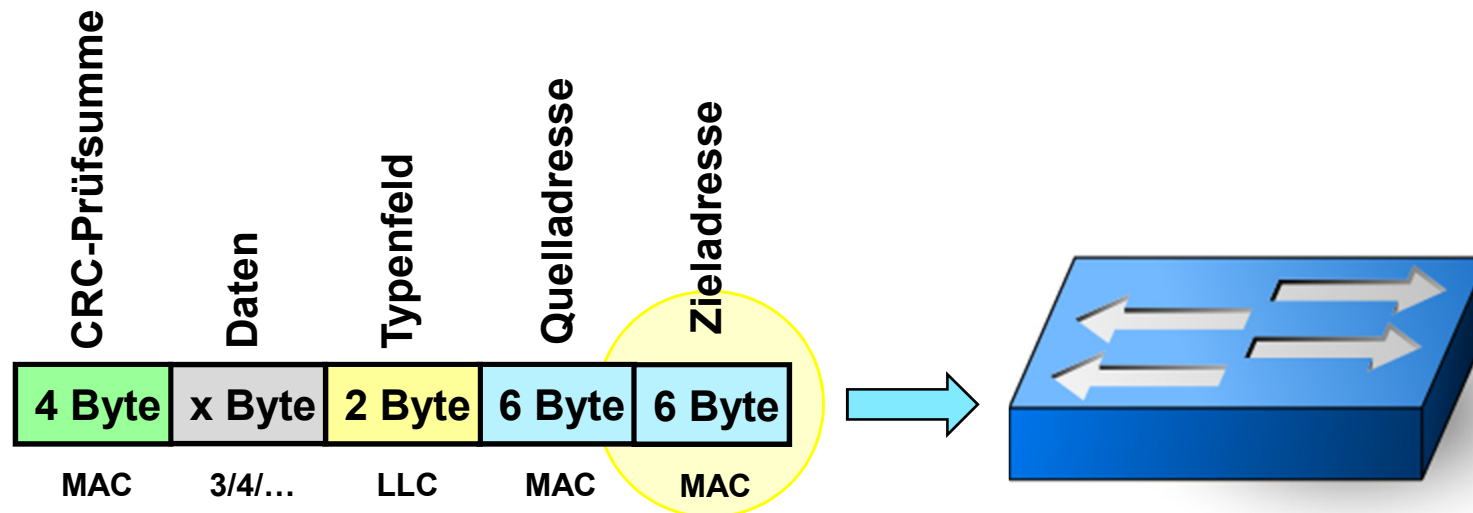 CRC-Prüfsumme
Daten
Typenfeld
Quelladresse
Zieladresse
4 Byte
x Byte
2 Byte
6 Byte
6 Byte
MAC
3/4/…
LLC
MAC
MAC